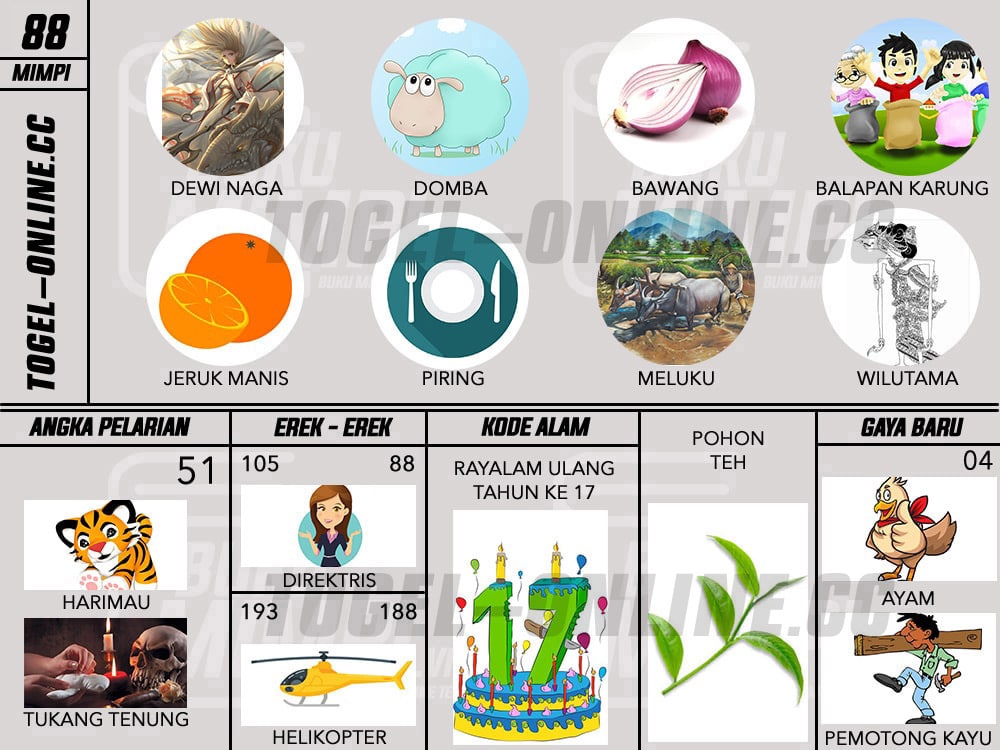 88
MIMPI
TOGEL-ONLINE.CC
DEWI NAGA
DOMBA
BAWANG
BALAPAN KARUNG
TOGEL-ONLINE.CC
JERUK MANIS
PIRING
MELUKU
WILUTAMA
ANGKA PELARIAN
51
HARIMAU
TUKANG TENUNG
EREK - EREK
105
88
DIREKTRIS
193
188
HELIKOPTER
KODE ALAM
RAYALAM ULANG
TAHUN KE 17
17
POHON
TEH
GAYA BARU
04
AYAM
PEMOTONG KAYU
TOGEL-ONLINE.CC